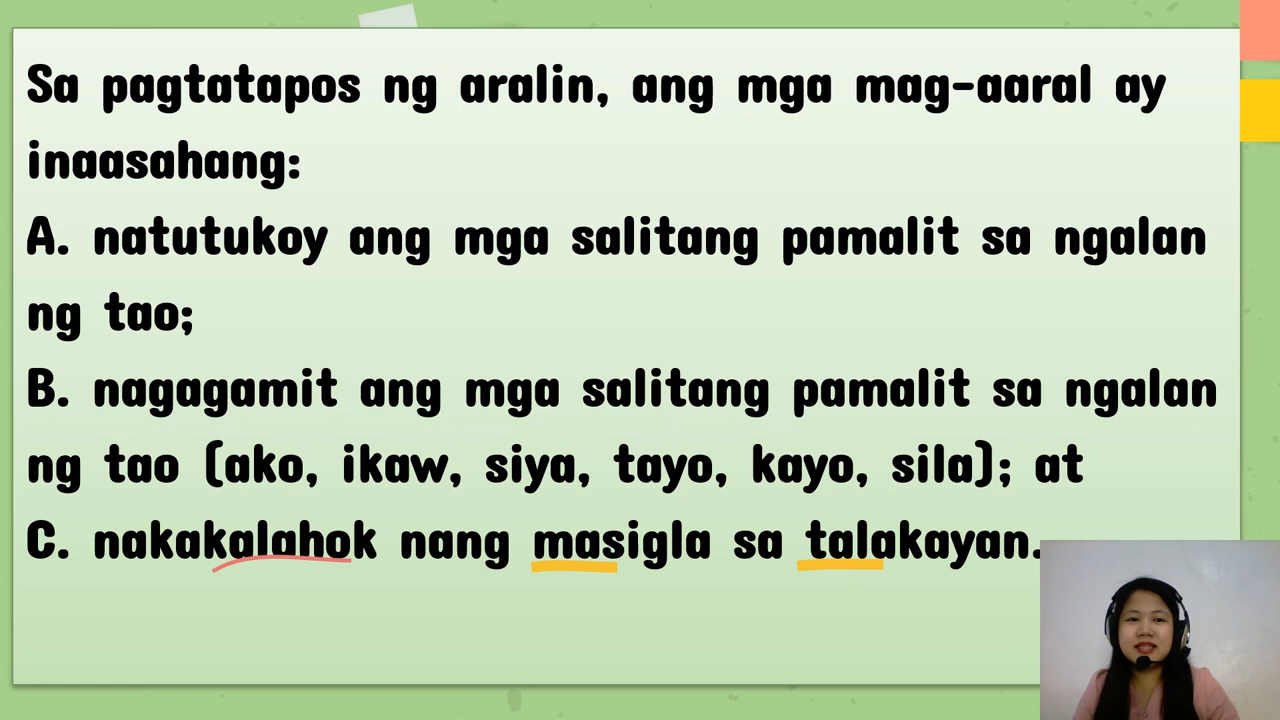 Sa pagtatapos ng aralin, ang mga mag-aaral ay
inaasahang:
A. natutukoy ang mga salitang pamalit sa ngalan
ng tao;
B. nagagamit ang mga salitang pamalit sa ngalan
ng tao (ako, ikaw, siya, tayo, kayo, sila); at
C. nakakalahok nang masigla sa talakayan.